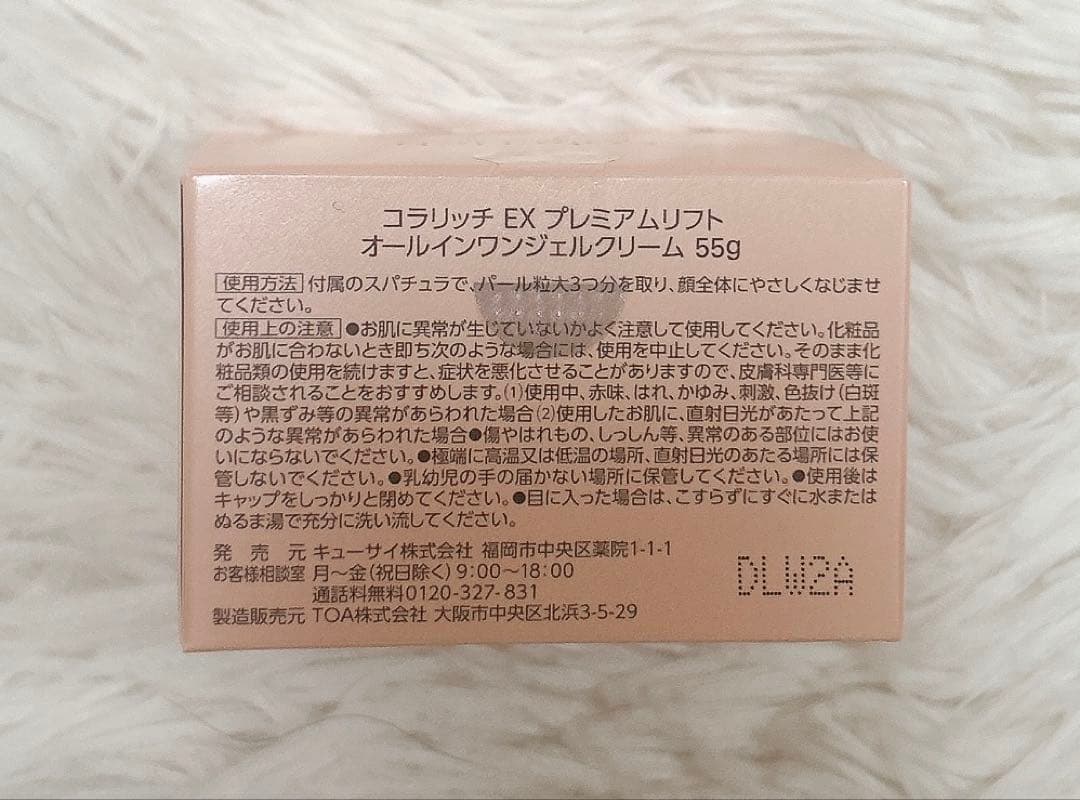 コラリッチ EX プレミアムリフト
オールインワンジェルクリーム 55g
使用方法 付属のスパチュラで、パール粒大3つ分を取り、顔全体にやさしくなじませ
てください。
使用上の注意 ●お肌に異常が生じていないかよく注意して使用してください。化粧品
がお肌に合わないとき即ち次のような場合には、使用を中止してください。そのまま化
粧品類の使用を続けますと、症状を悪化させることがありますので、皮膚科専門医等に
ご相談されることをおすすめします。(1)使用中、赤味、はれ、かゆみ、刺激、色抜け(白斑
等)や黒ずみ等の異常があらわれた場合(2)使用したお肌に、直射日光があたって上記
のような異常があらわれた場合●傷やはれもの、しっしん等、異常のある部位にはお使
いにならないでください。●極端に高温又は低温の場所、直射日光のあたる場所には保
管しないでください。●乳幼児の手の届かない場所に保管してください。●使用後は
キャップをしっかりと閉めてください。●目に入った場合は、こすらずにすぐに水または
ぬるま湯で充分に洗い流してください。
発売元 キューサイ株式会社 福岡市中央区薬院1-1-1
お客様相談室 月～金(祝日除く)9:00～18:00
通話料無料0120-327-831
製造販売元 TOA株式会社 大阪市中央区北浜3-5-29
DLW2A